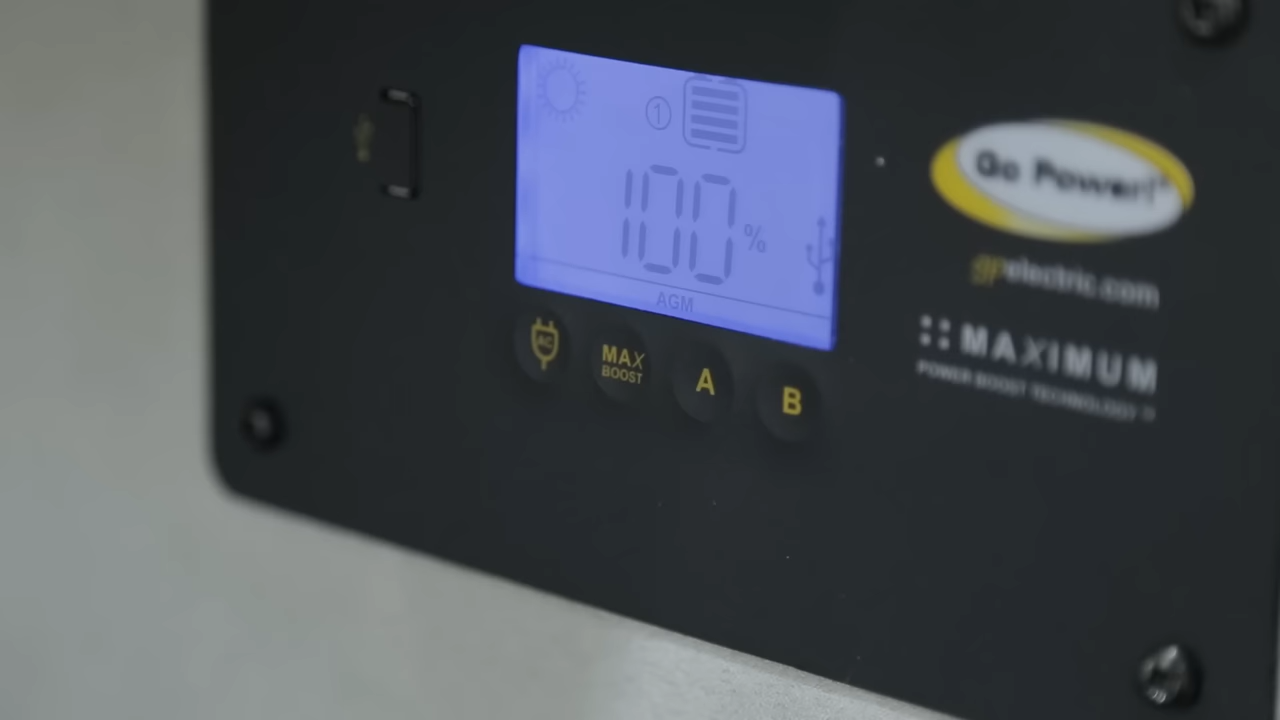 ①
100 %
AGM
AC
MAX
BOOST
A
B
Go Power!
gpelectric.com
MAXIMUM
POWER BOOST TECHNOLOGY